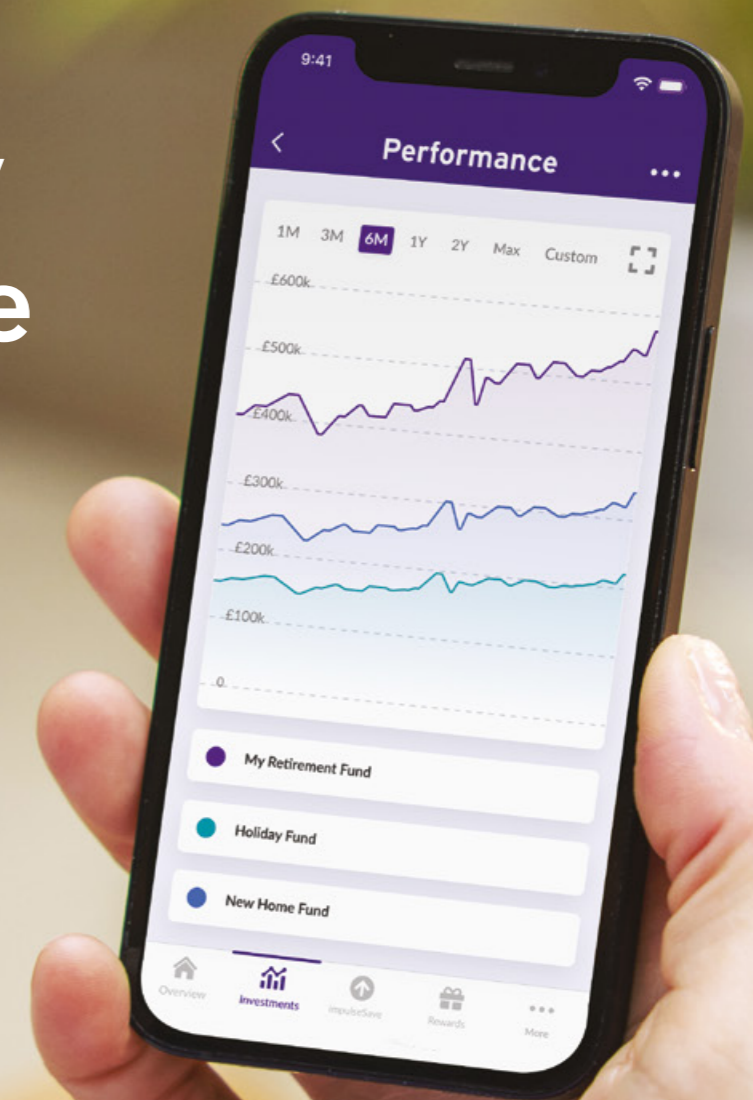 9:41
Performance
1M 3M 6M 1Y 2Y Max Custom
£600k
£500k
£400k
£300k
£200k
£100k
0
My Retirement Fund
Holiday Fund
New Home Fund
Overview Investments ImpulseSave Rewards More